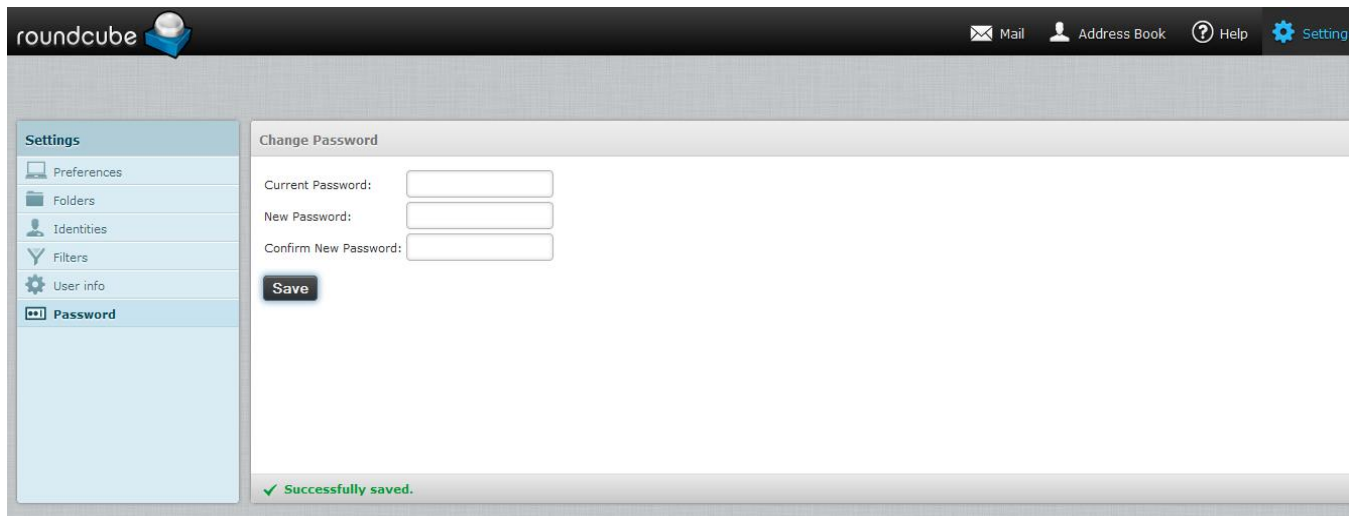 roundcube
Mail Address Book Help Setting
Settings
Preferences
Folders
Identities
Filters
User info
Password
Change Password
Current Password:
New Password:
Confirm New Password:
Save
Successfully saved.